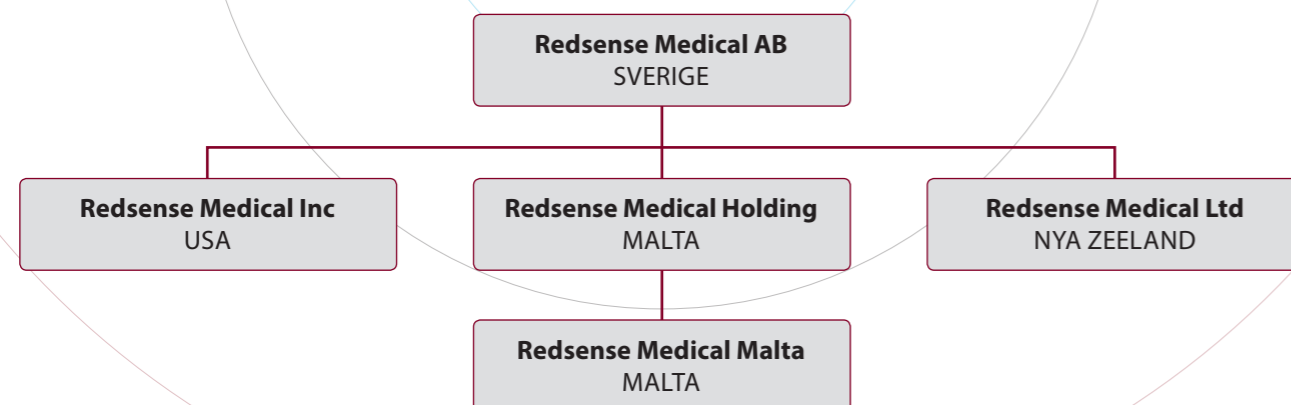 Redsense Medical AB
SVERIGE
Redsense Medical Inc
USA
Redsense Medical Holding
MALTA
Redsense Medical Ltd
NYA ZEELAND
Redsense Medical Malta
MALTA